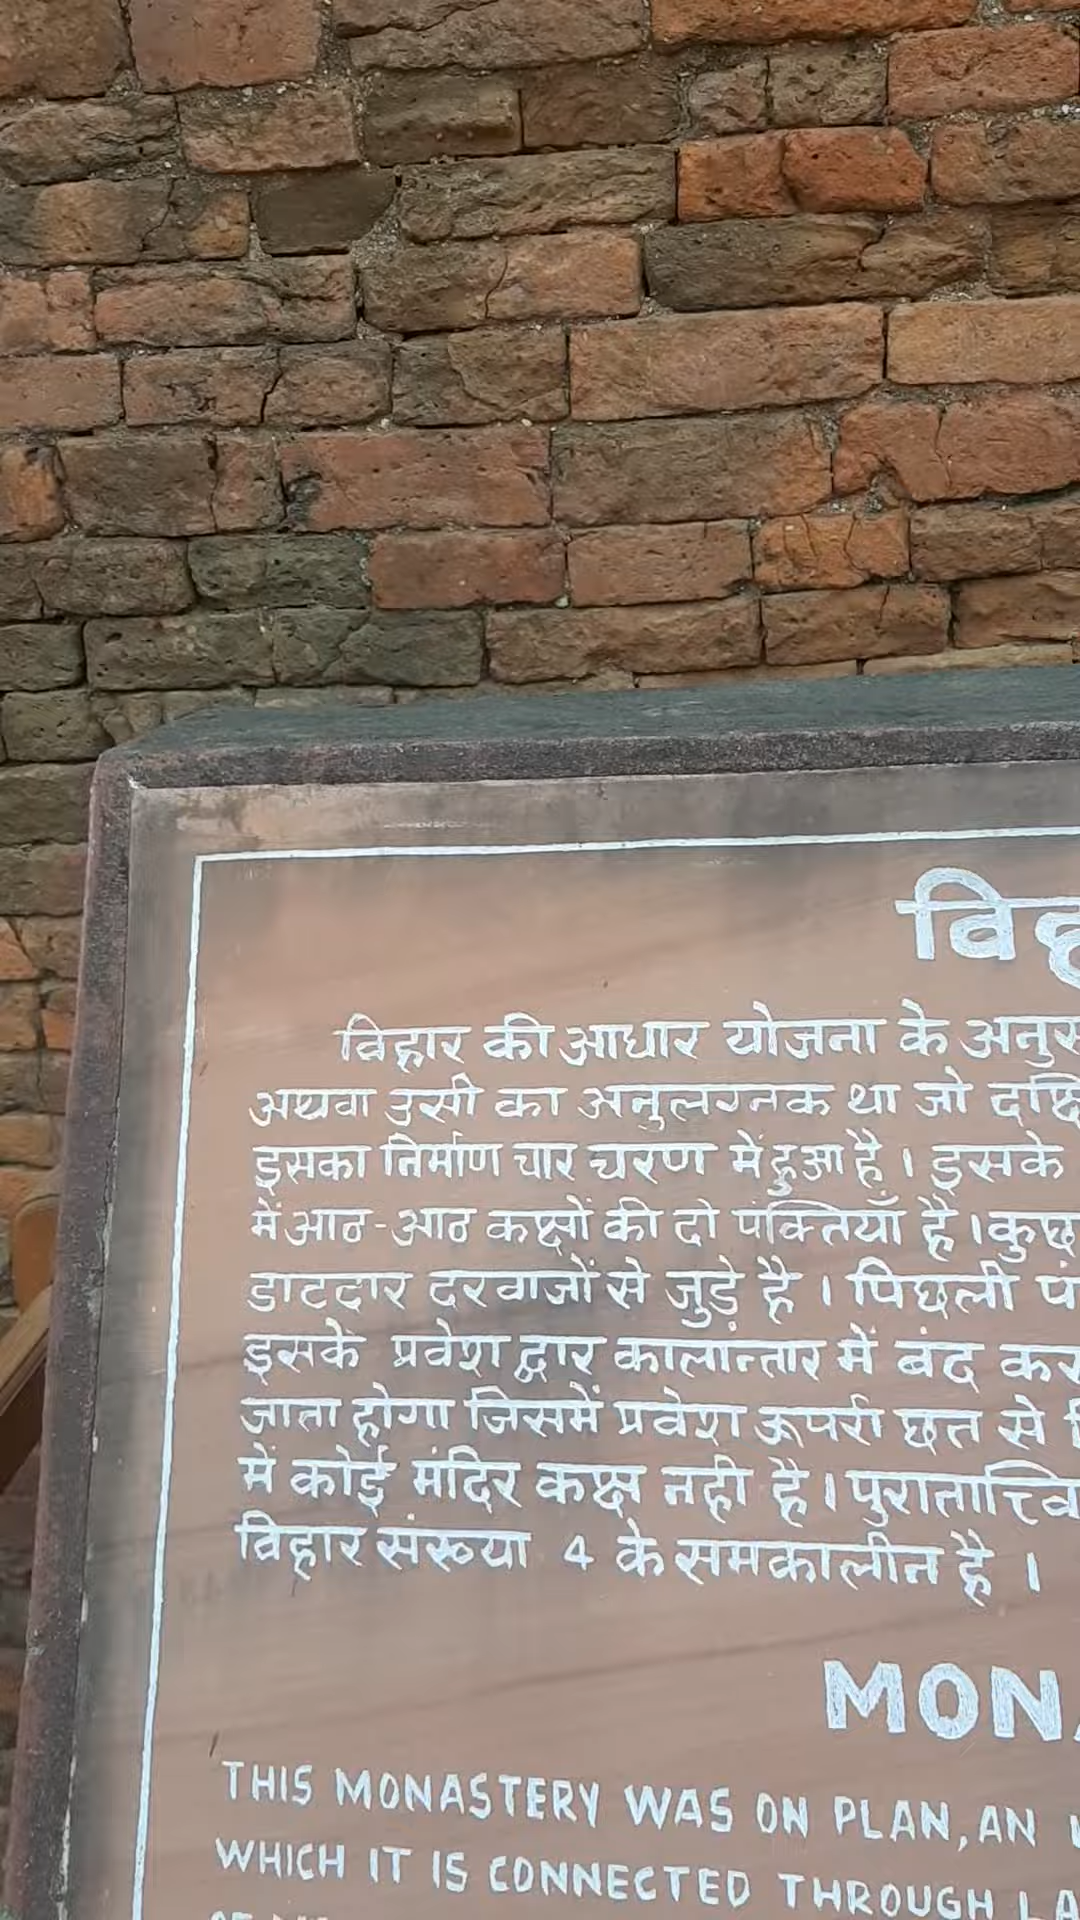 विह
विहार की आधार योजना के अनुस
अथवा उसी का अनुलग्नक था जो दक्षि
इसका निर्माण चार चरण में हुआ है । इसके
में आठ-आठ कक्षों की दो पंक्तियाँ है । कुछ
डाटदार दरवाजों से जुड़े है । पिछली पं
इसके प्रवेश द्वार कालान्तार में बंद कर
जाता होगा जिसमें प्रवेश ऊपरी छत से
में कोई मंदिर कक्ष नही है । पुरातात्त्वि
विहार संख्या 4 के समकालीन है ।
MONA
THIS MONASTERY WAS ON PLAN, AN
WHICH IT IS CONNECTED THROUGH LA